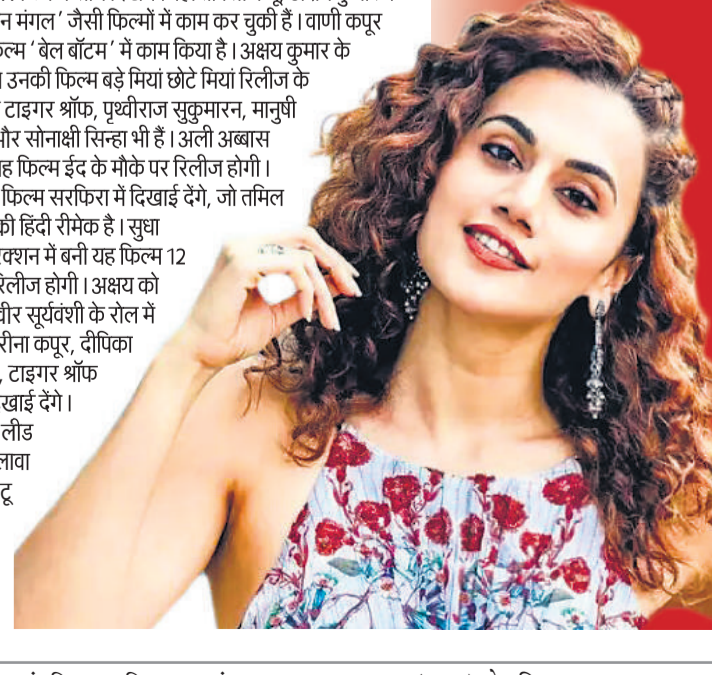 न मंगल ’ जैसी फिल्मों में काम कर चुकी हैं । वाणी कपूर
‘ बेल बॉटम ’ में काम किया है । अक्षय कुमार के
उनकी फिल्म बड़े मियां छोटे मियां रिलीज के
टाइगर श्रॉफ, पृथ्वीराज सुकुमारन, मानुषी
और सोनाक्षी सिन्हा भी हैं । अली अब्बास
ह फिल्म ईद के मौके पर रिलीज होगी ।
फिल्म सरफिरा में दिखाई देंगे, जो तमिल
की हिंदी रीमेक है । सुधा
क्शन में बनी यह फिल्म 12
रिलीज होगी । अक्षय को
वीर सूर्यवंशी के रोल में
रीना कपूर, दीपिका
, टाइगर श्रॉफ
खाई देंगे ।
लीड
लावा
टू